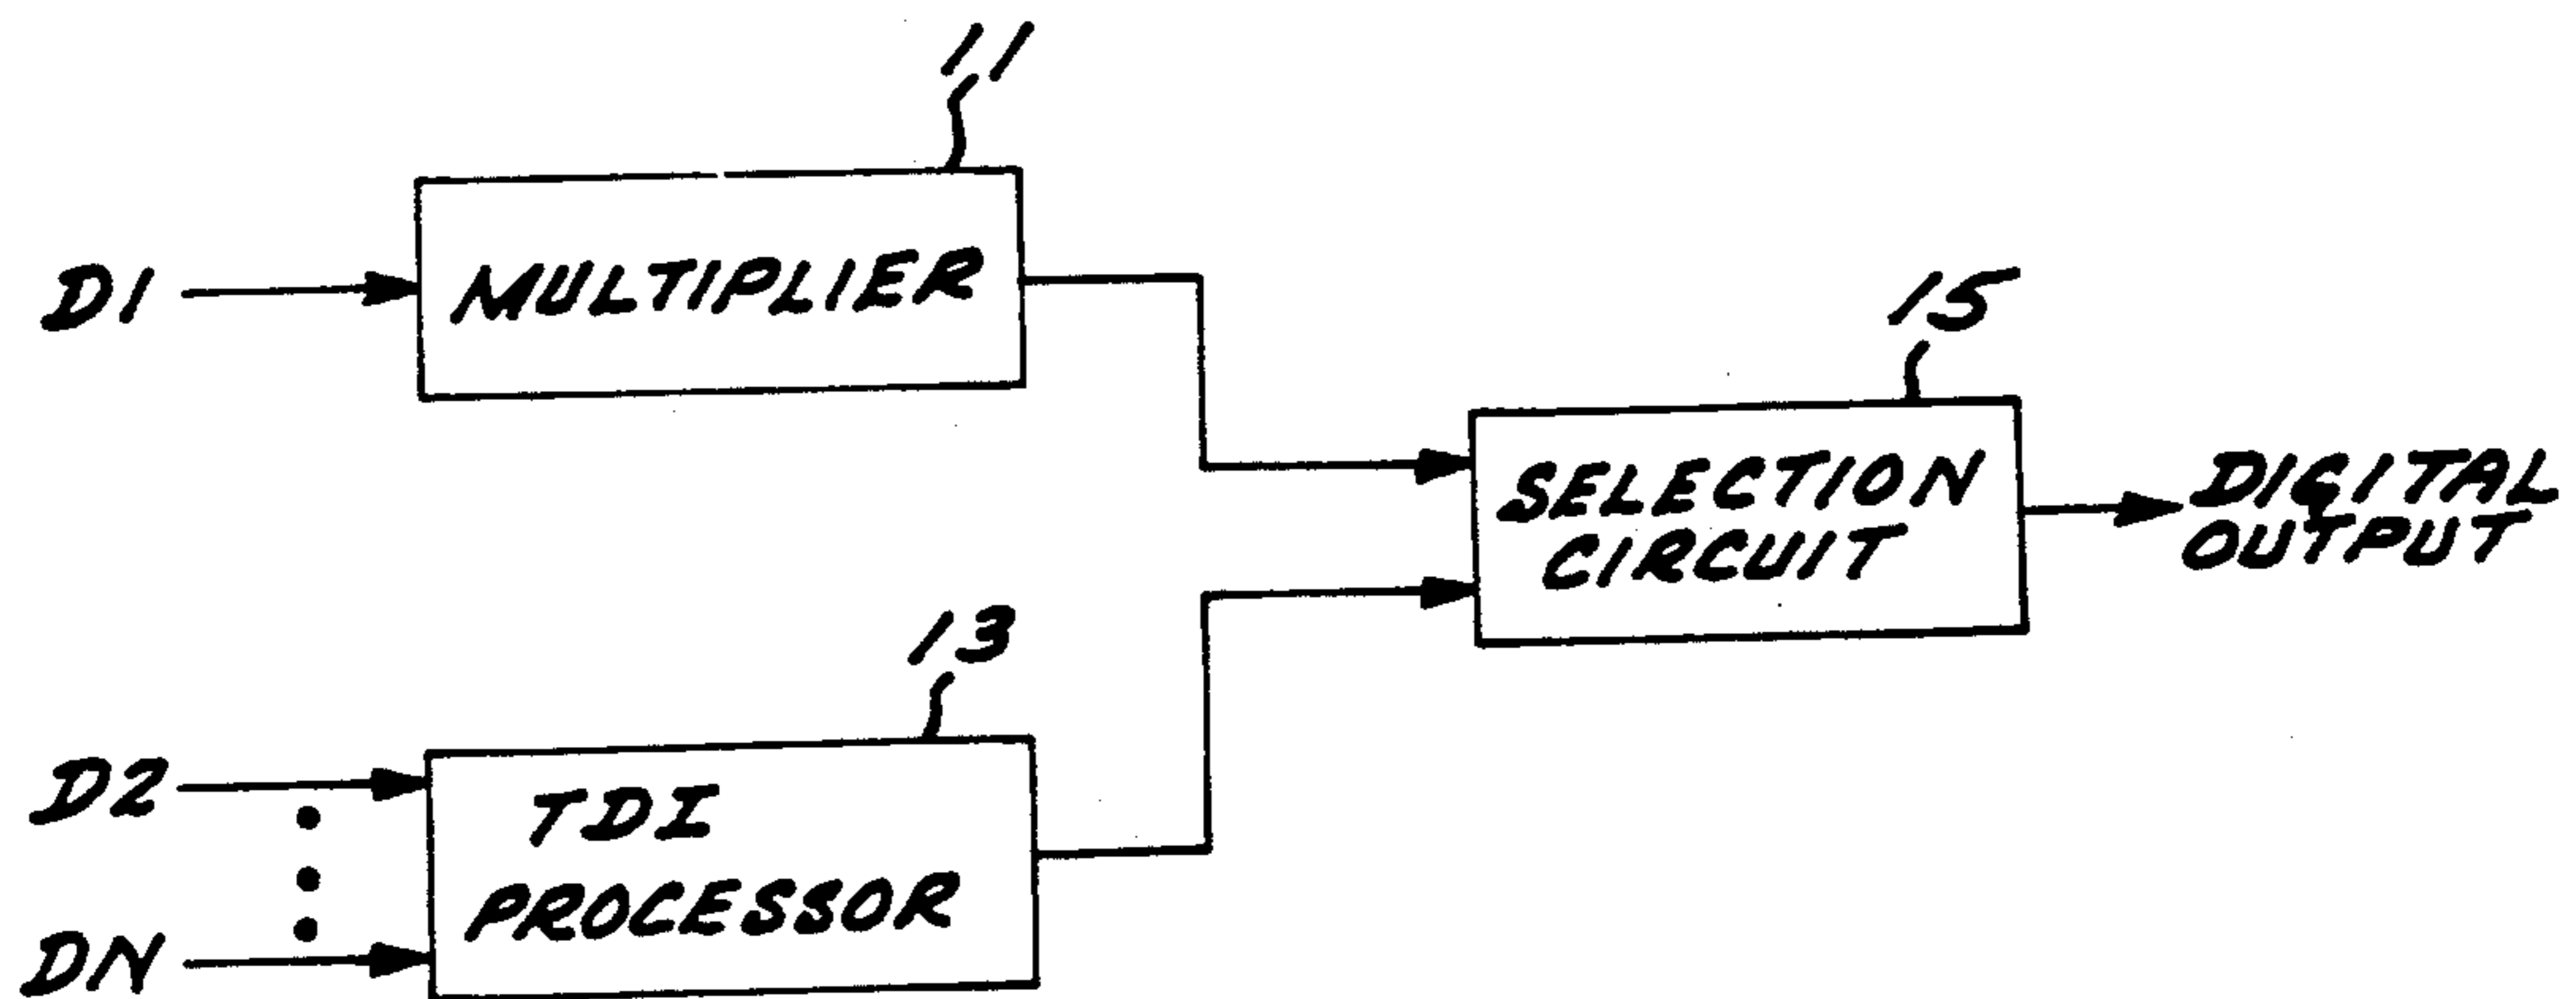 11
D1
MULTIPLIER
15
SELECTION
CIRCUIT
DIGITAL
OUTPUT
13
D2
TDI
PROCESSOR
DN